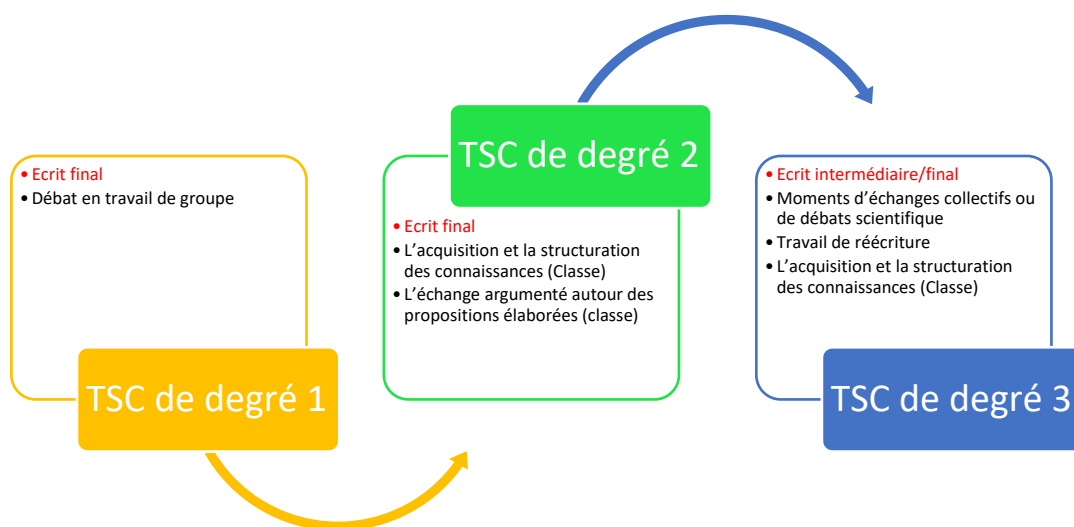 • Ecrit final
• Débat en travail de groupe
TSC de degré 1
TSC de degré 2
• Ecrit final
• L'acquisition et la structuration
des connaissances (Classe)
• L'échange argumenté autour des
propositions élaborées (classe)
• Ecrit intermédiaire/final
• Moments d'échanges collectifs ou
de débats scientifique
• Travail de réécriture
• L'acquisition et la structuration
des connaissances (Classe)
TSC de degré 3